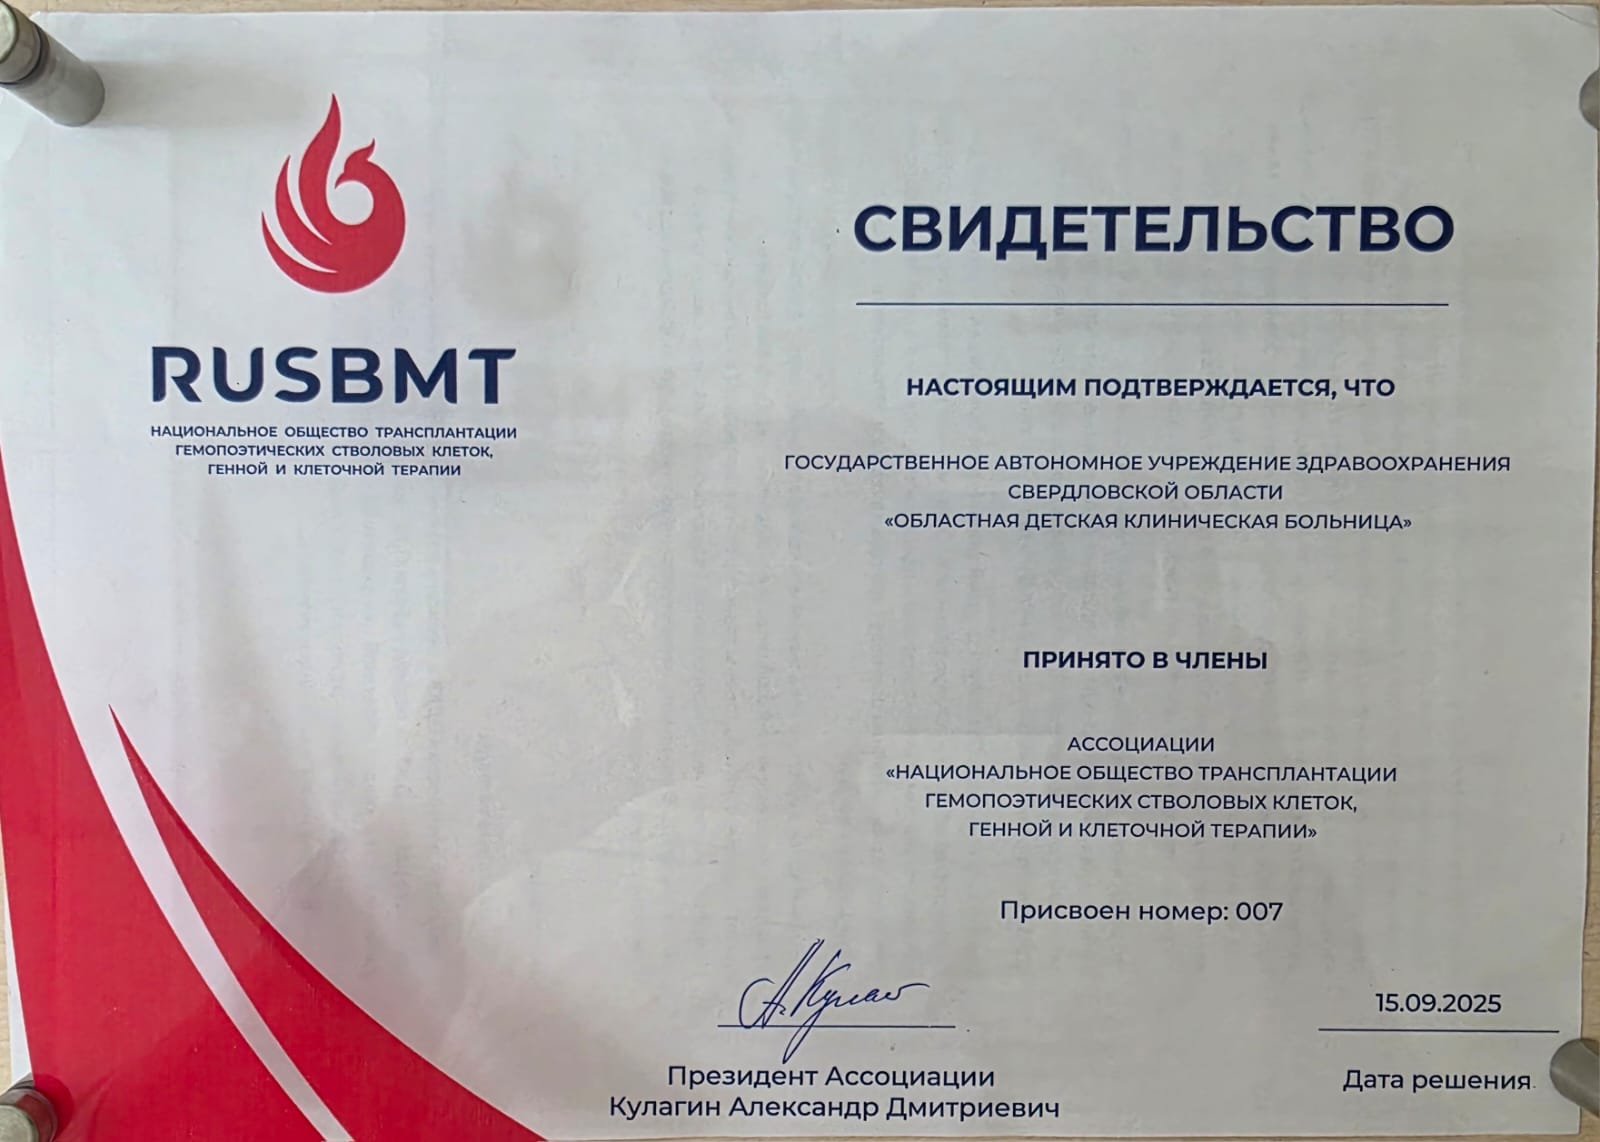 RUSBMT
НАЦИОНАЛЬНОЕ ОБЩЕСТВО ТРАНСПЛАНТАЦИИ
ГЕМОПОЭТИЧЕСКИХ СТВОЛОВЫХ КЛЕТОК,
ГЕННОЙ И КЛЕТОЧНОЙ ТЕРАПИИ
СВИДЕТЕЛЬСТВО
НАСТОЯЩИМ ПОДТВЕРЖДАЕТСЯ, ЧТО
ГОСУДАРСТВЕННОЕ АВТОНОМНОЕ УЧРЕЖДЕНИЕ ЗДРАВООХРАНЕНИЯ
СВЕРДЛОВСКОЙ ОБЛАСТИ
«ОБЛАСТНАЯ ДЕТСКАЯ КЛИНИЧЕСКАЯ БОЛЬНИЦА»
ПРИНЯТО В ЧЛЕНЫ
АССОЦИАЦИИ
«НАЦИОНАЛЬНОЕ ОБЩЕСТВО ТРАНСПЛАНТАЦИИ
ГЕМОПОЭТИЧЕСКИХ СТВОЛОВЫХ КЛЕТОК,
ГЕННОЙ И КЛЕТОЧНОЙ ТЕРАПИИ»
Присвоен номер: 007
15.09.2025
Президент Ассоциации
Кулагин Александр Дмитриевич
Дата решения